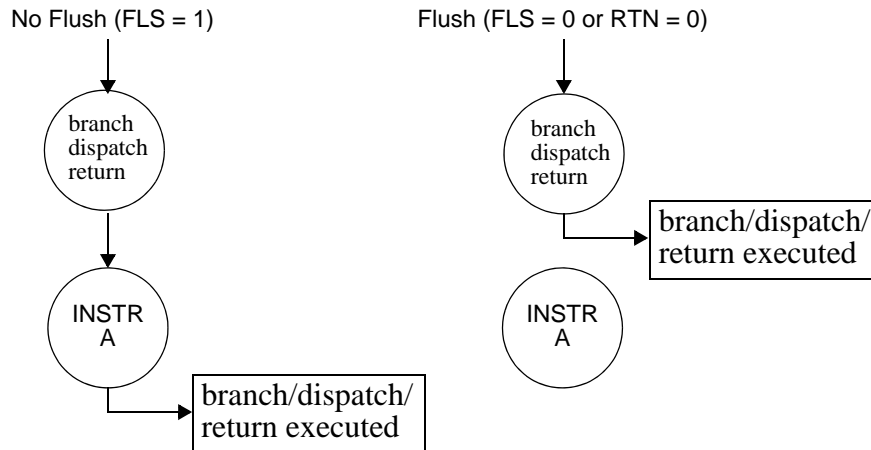 No Flush (FLS = 1)
branch
dispatch
return
INSTR
A
branch/dispatch/
return executed
Flush (FLS = 0 or RTN = 0)
branch
dispatch
return
branch/dispatch/
return executed
INSTR
A